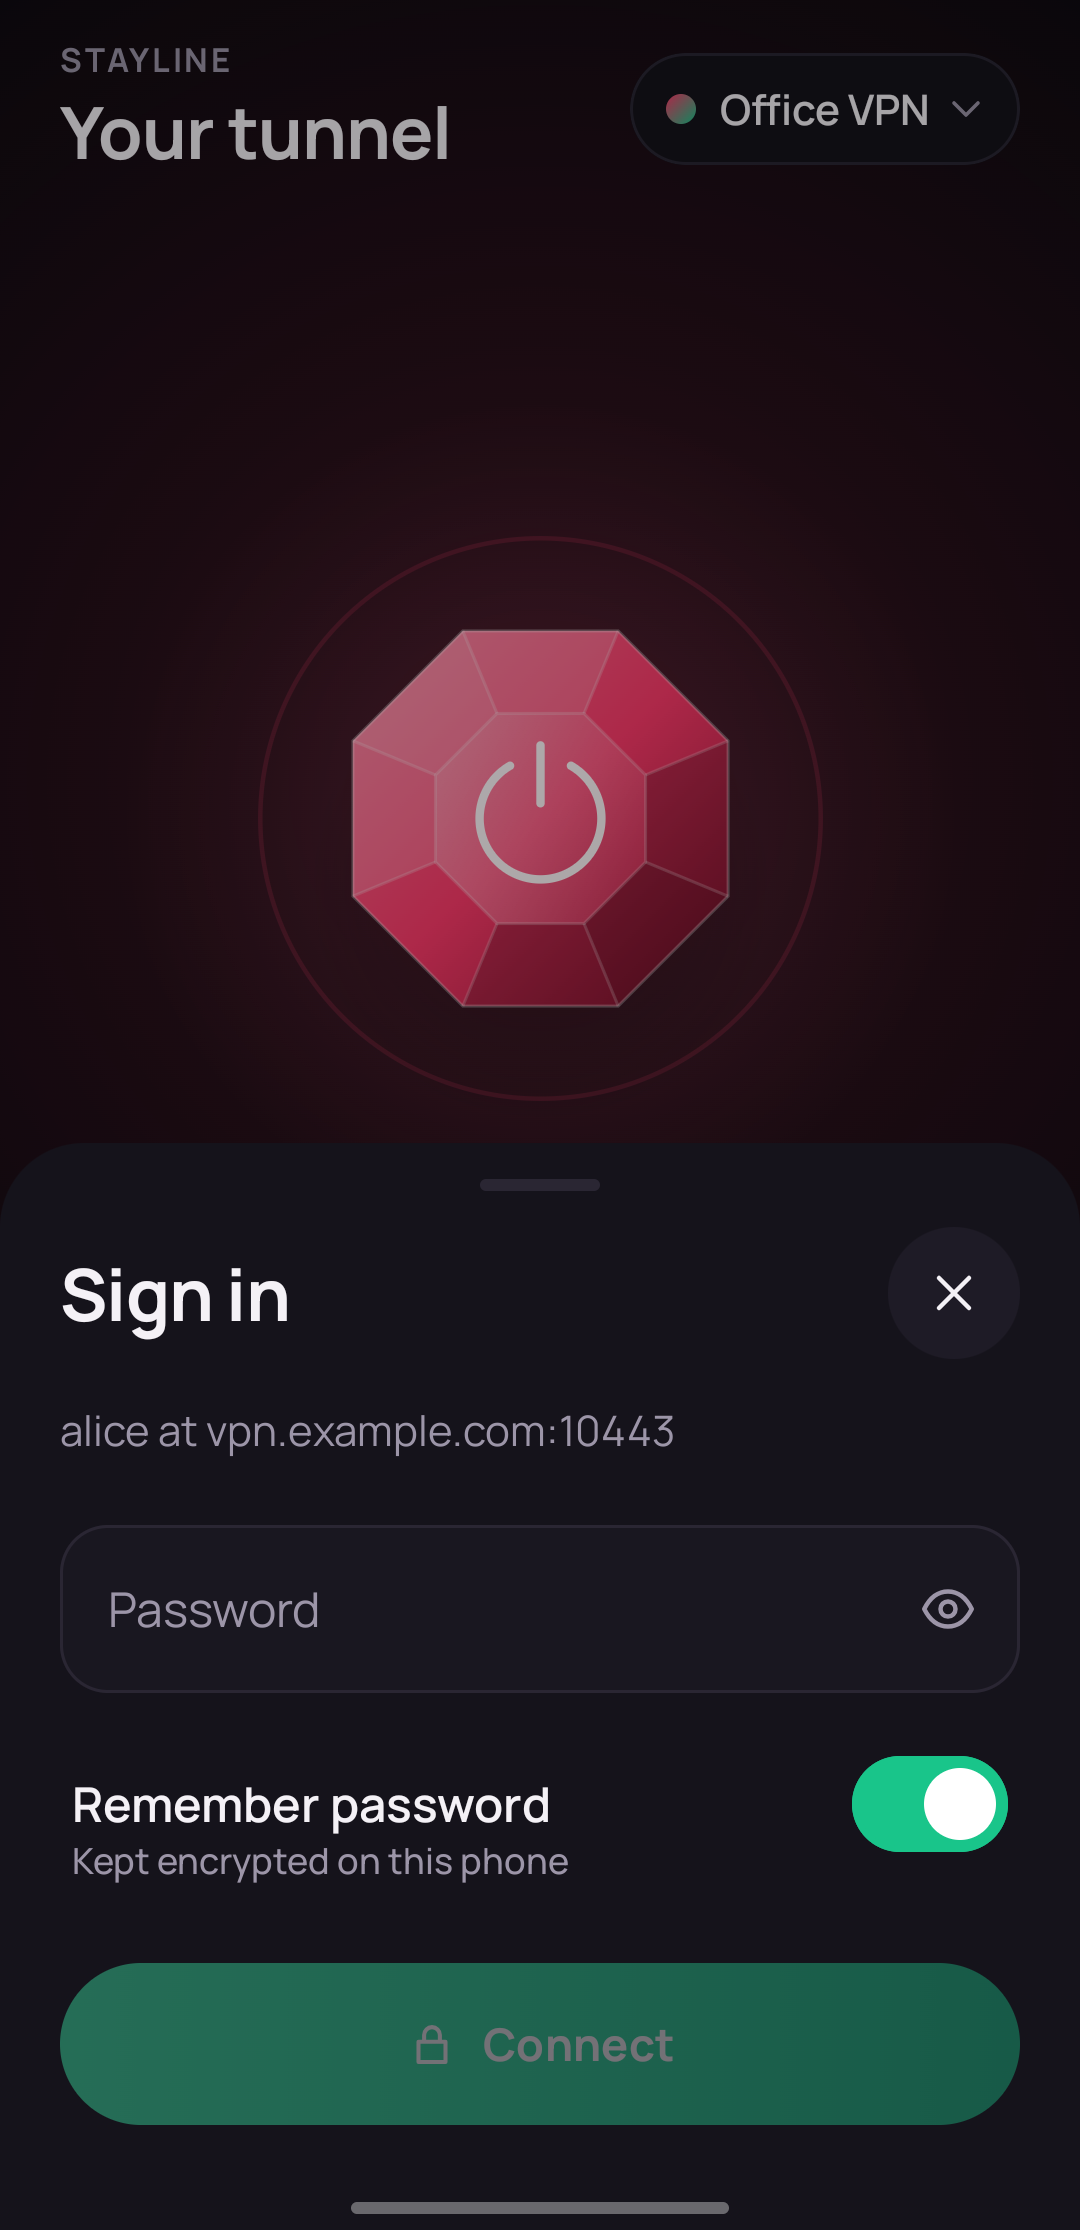 STAYLINE
Your tunnel
Office VPN
Sign in
alice at vpn.example.com:10443
Password
Remember password
Kept encrypted on this phone
Connect